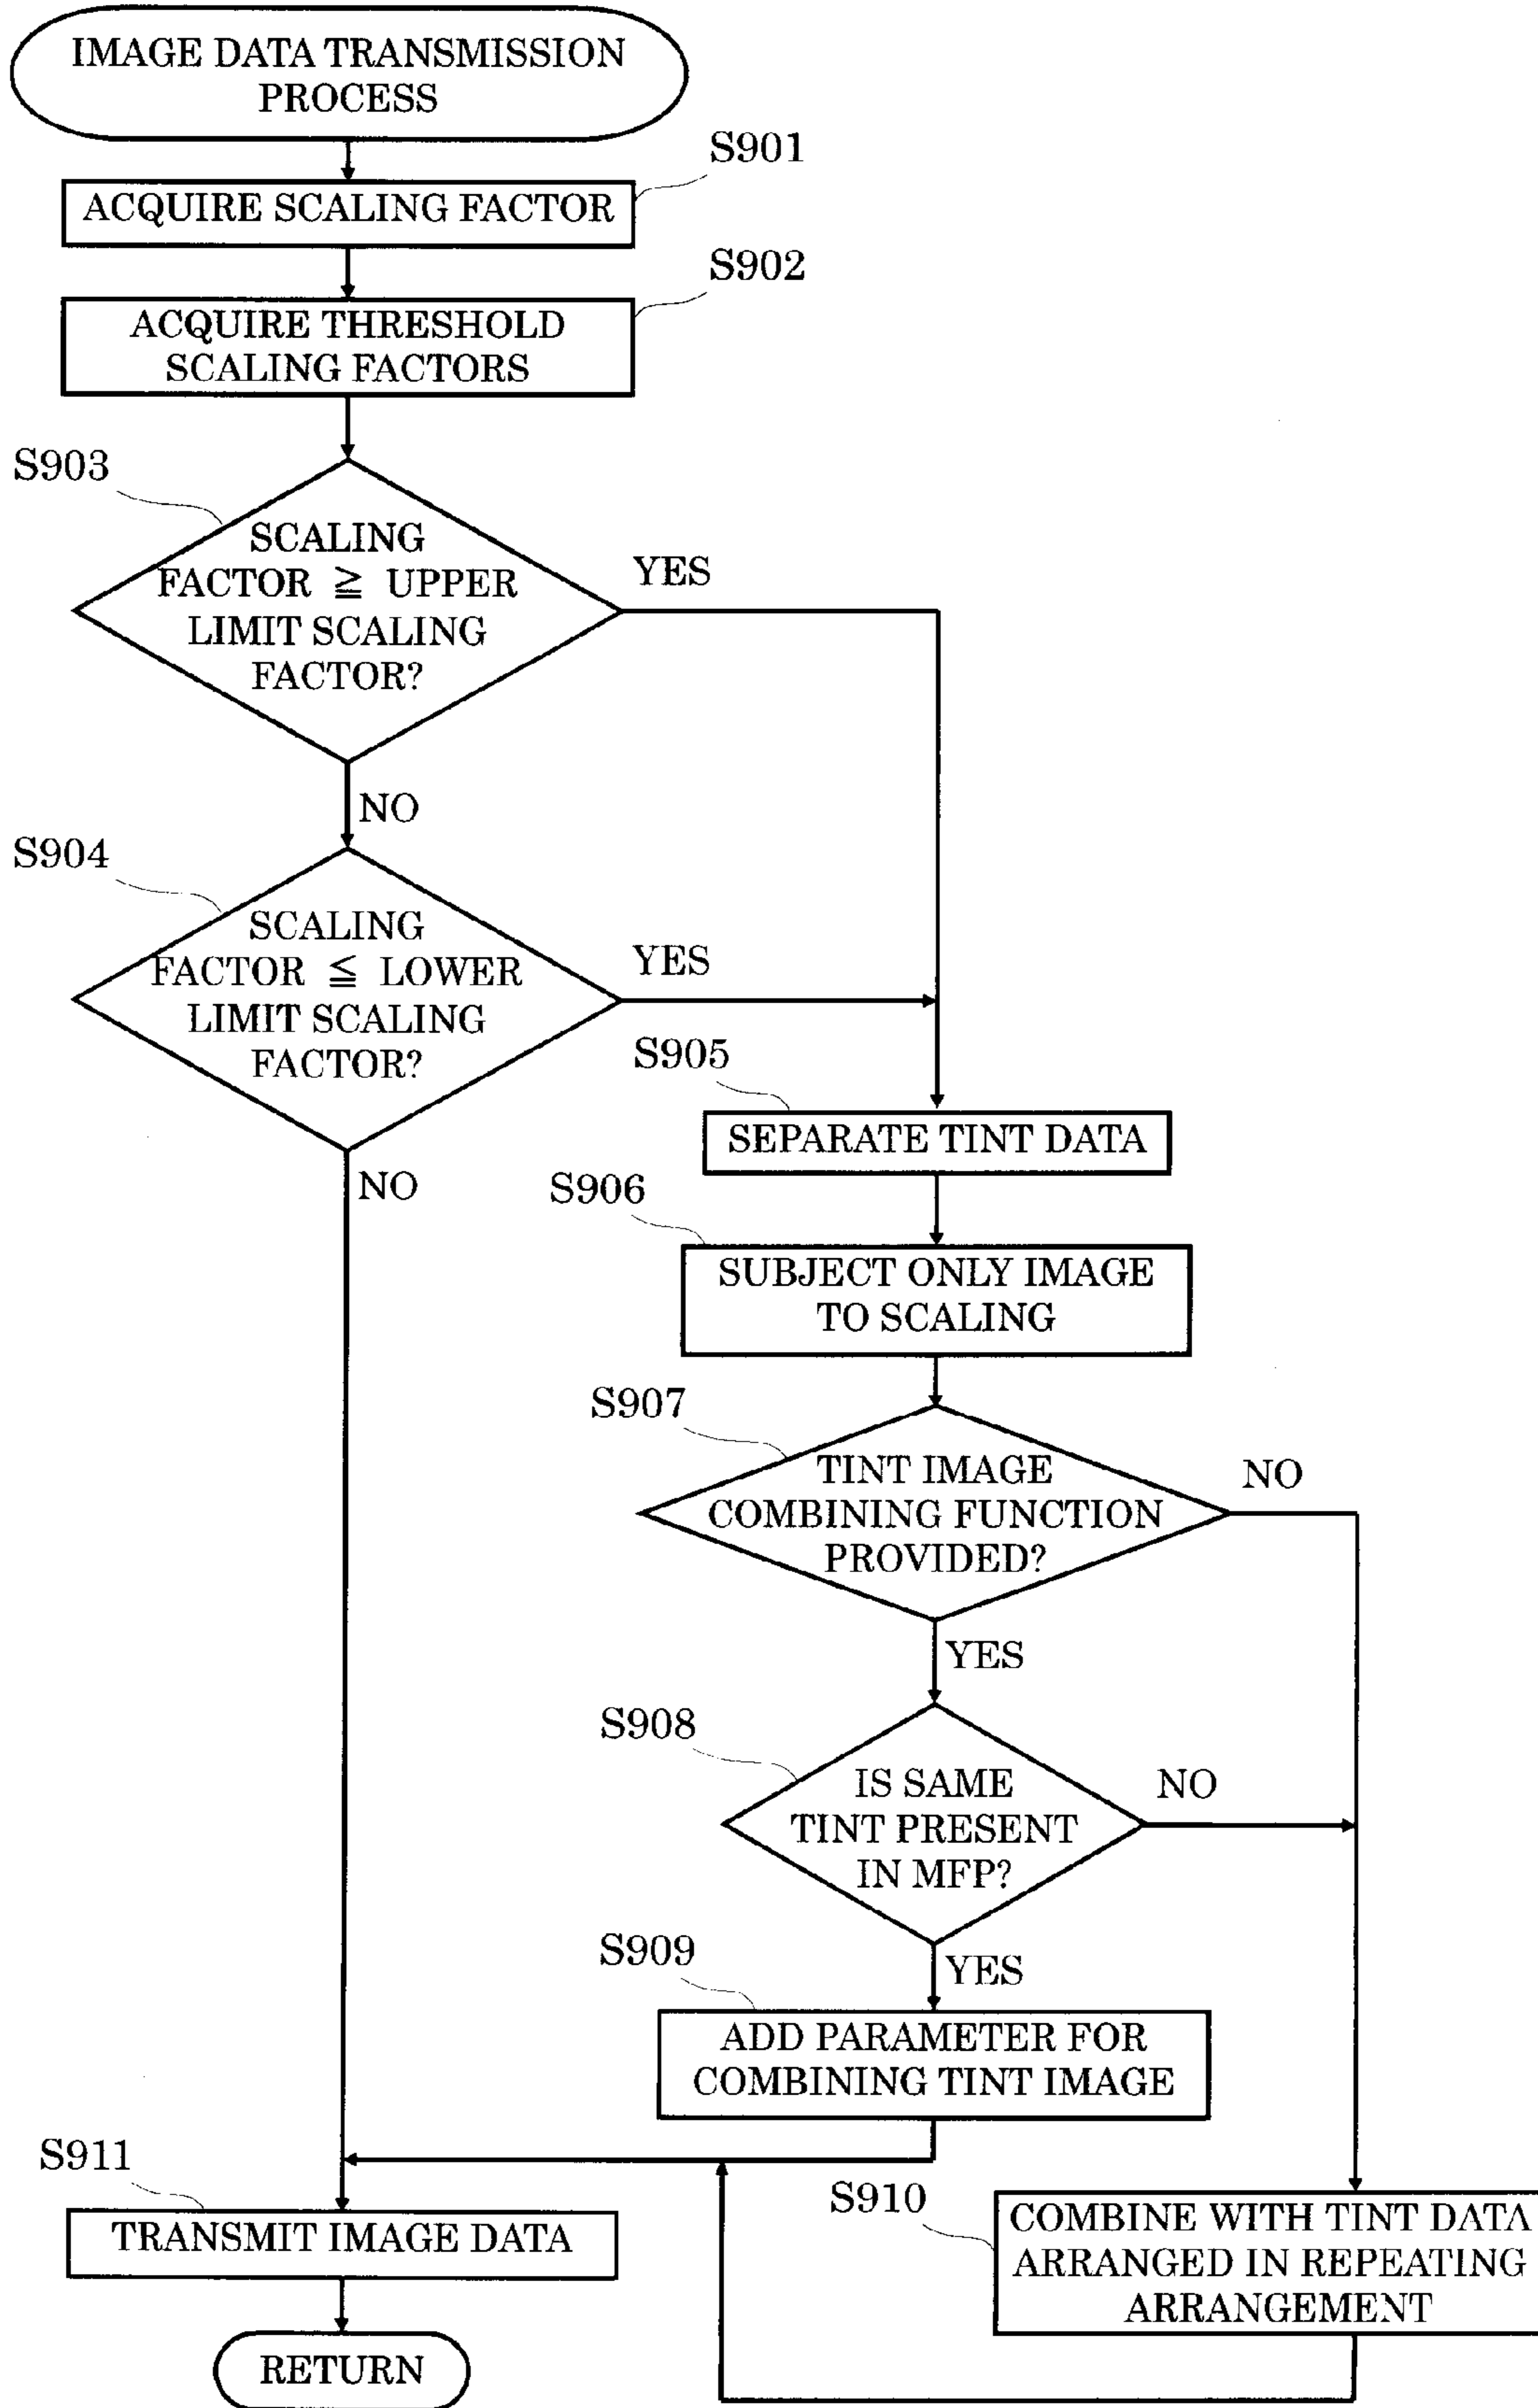 IMAGE DATA TRANSMISSION
PROCESS
S901
ACQUIRE SCALING FACTOR
S902
ACQUIRE THRESHOLD
SCALING FACTORS
S903
SCALING
FACTOR ≧ UPPER
LIMIT SCALING
FACTOR?
YES
NO
S904
SCALING
FACTOR ≦ LOWER
LIMIT SCALING
FACTOR?
YES
NO
S905
SEPARATE TINT DATA
S906
SUBJECT ONLY IMAGE
TO SCALING
S907
TINT IMAGE
COMBINING FUNCTION
PROVIDED?
NO
YES
S908
IS SAME
TINT PRESENT
IN MFP?
NO
YES
S909
ADD PARAMETER FOR
COMBINING TINT IMAGE
S910
COMBINE WITH TINT DATA
ARRANGED IN REPEATING
ARRANGEMENT
S911
TRANSMIT IMAGE DATA
RETURN